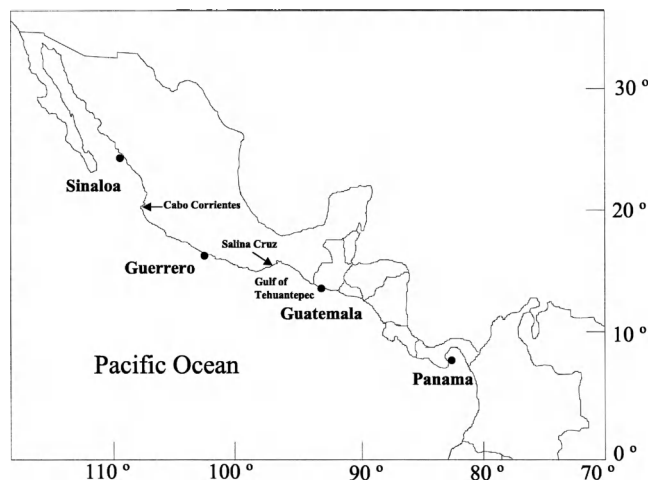 30 º
Sinaloa
Cabo Corrientes
20 º
Salina Cruz
Guerrero
Gulf of
Tehuantepec
Guatemala
10 º
Pacific Ocean
Panama
0 º
110 º
100 º
90 º
80 º
70 º